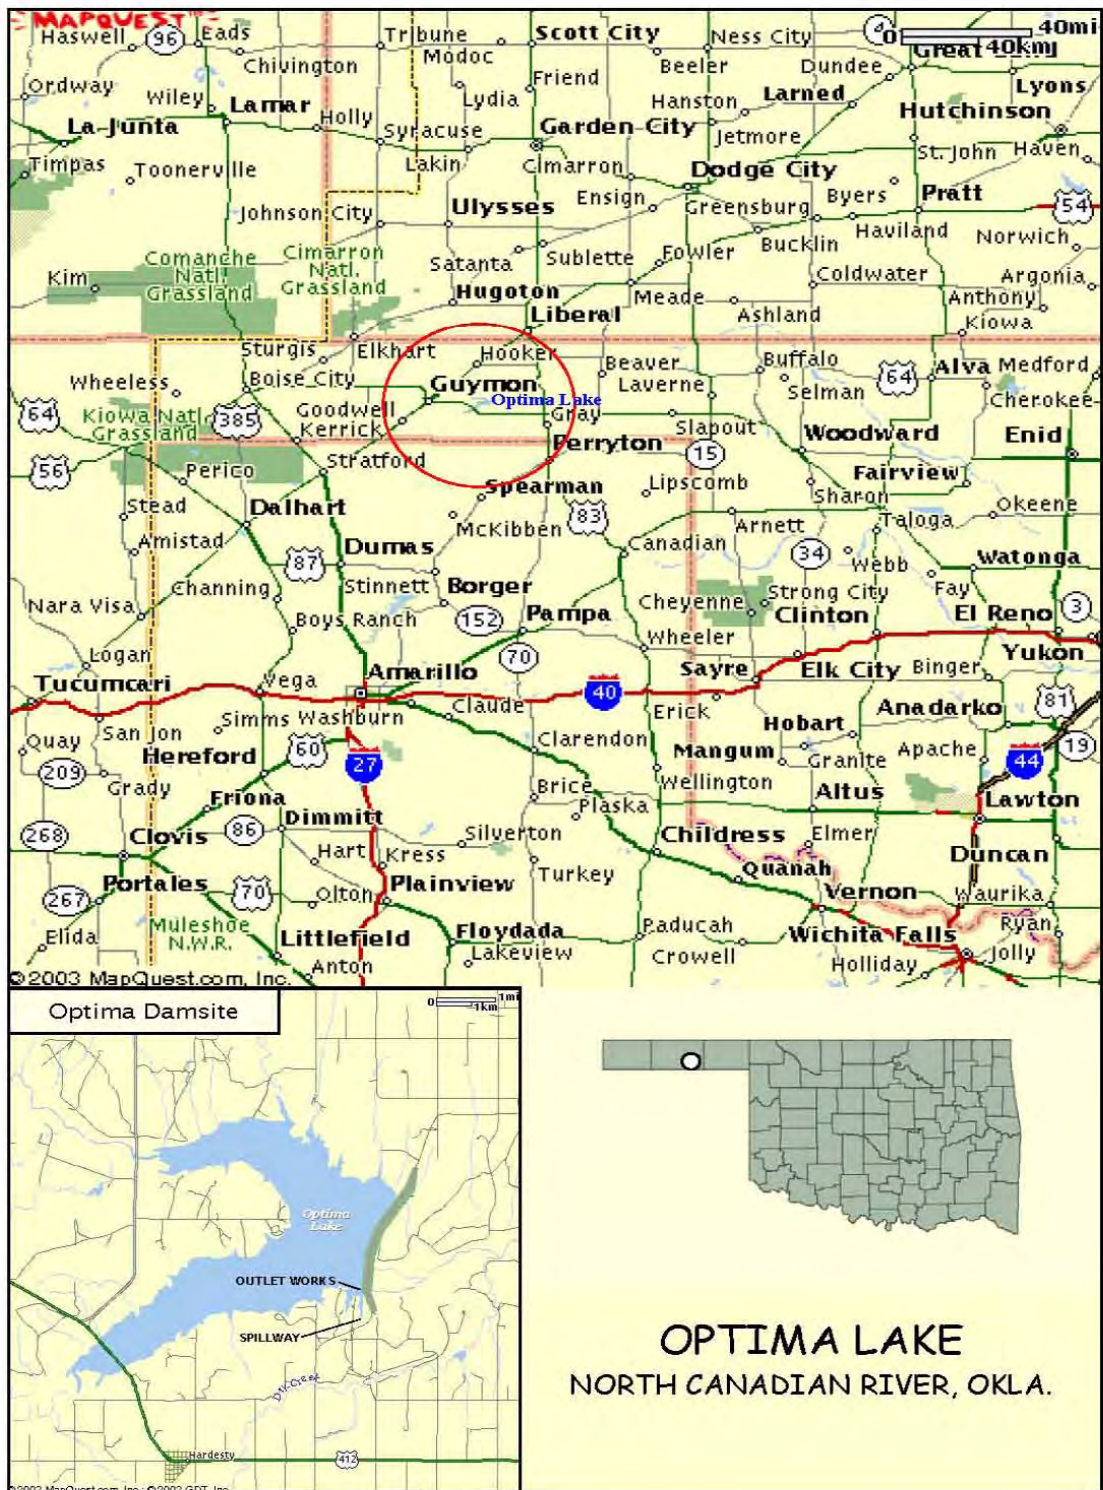 MAPQUEST
Haswell 96 Eads Tribune Scott City Ness City 4 0 40mi
40km
Chivington Modoc Beeler Dundee Great
Ordway Wiley Lamar Lydia Friend Hanston Larned Lyons
Hutchinson
La Junta Holly Syracuse Garden City Jetmore
Timpas Toonerville Lakin Cimarron Dodge City St. John Haven
Johnson City Ulysses Ensign Greensburg Byers Pratt 54
Bucklin Haviland Norwich
Comanche Natl. Grassland
Cimarron Natl. Grassland
Kim Satanta Sublette Fowler Coldwater Argonia
Hugoton Meade Ashland Anthony
Liberal Kiowa
Sturgis Elkhart Hooker Beaver Buffalo Alva Medford
Wheeless Boise City Guymon Laverne Selman 64 Cherokee
Optima Lake
64 Kiowa Natl. Grassland 385 Goodwell Gray Slapout Woodward Enid
Kerrick Perryton 15
56 Perico Stratford Spearman Lipscomb Fairview
Stead Dalhart McKibben 83 Sharon Okeene
Arnett Taloga
Amistad 87 Dumas Canadian 34 Webb Watonga
Channing Stinnett Borger Cheyenne Strong City Fay
Nara Visa Boys Ranch 152 Pampa Clinton El Reno 3
Logan 70 Wheeler Yukon
Tucumcari Vega Amarillo 40 Sayre Elk City Binger
San Jon Simms Washburn Claude Erick Anadarko 81
Quay Hereford 60 Clarendon Hobart 19
209 Grady 27 Mangum Granite Apache 44
Friona Brice Wellington Altus Lawton
268 Clovis 86 Dimmitt Plaska
Silverton Childress Elmer
Hart Kress Quanah Duncan
Portales 70 Olton Plainview Turkey Vernon Waurika
267 Muleshoe N.W.R.
Elida Littlefield Floydada Paducah Wichita Falls Ryan
Anton Lakeview Crowell Holliday Jolly
© 2003 MapQuest.com, Inc.
Optima Damsite
0 1mi
1km
Optima
Lake
OUTLET WORKS
SPILLWAY
Hardesty
412
OPTIMA LAKE
NORTH CANADIAN RIVER, OKLA.